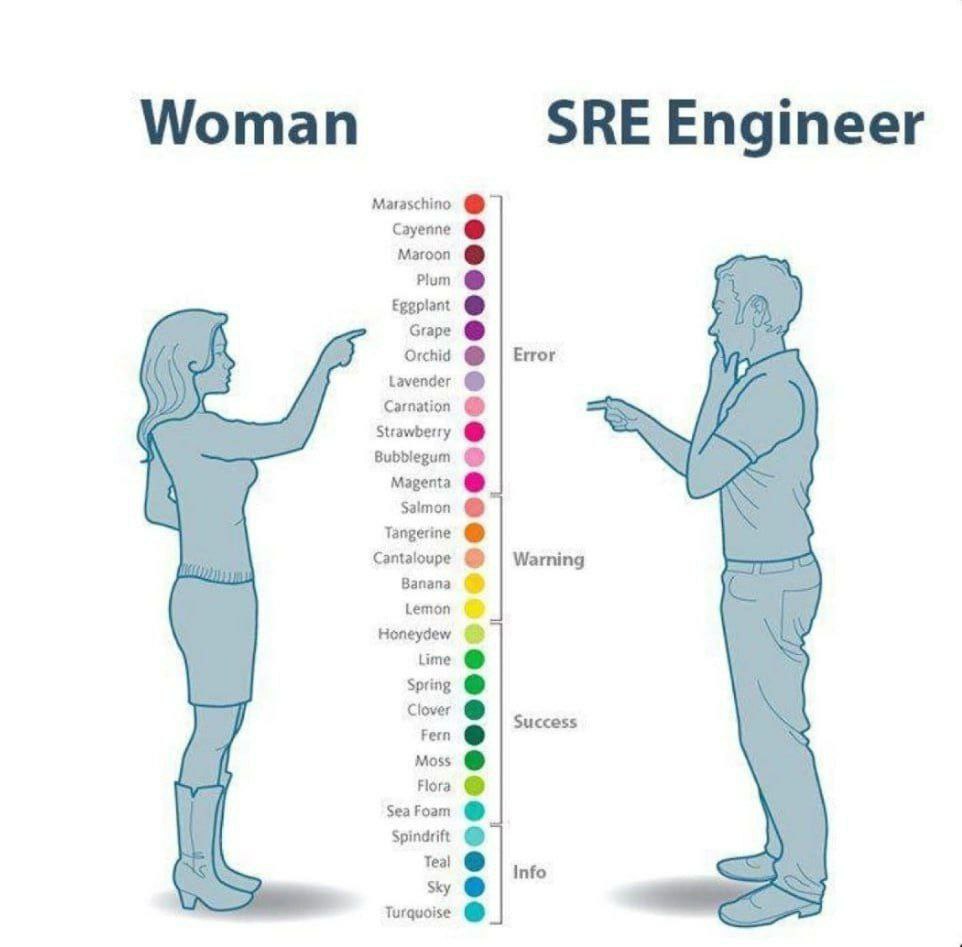 Woman
SRE Engineer
Maraschino
Cayenne
Maroon
Plum
Eggplant
Grape
Orchid
Lavender
Carnation
Strawberry
Bubblegum
Magenta
Salmon
Tangerine
Cantaloupe
Banana
Lemon
Honeydew
Lime
Spring
Clover
Fern
Moss
Flora
Sea Foam
Spindrift
Teal
Sky
Turquoise
Error
Warning
Success
Info